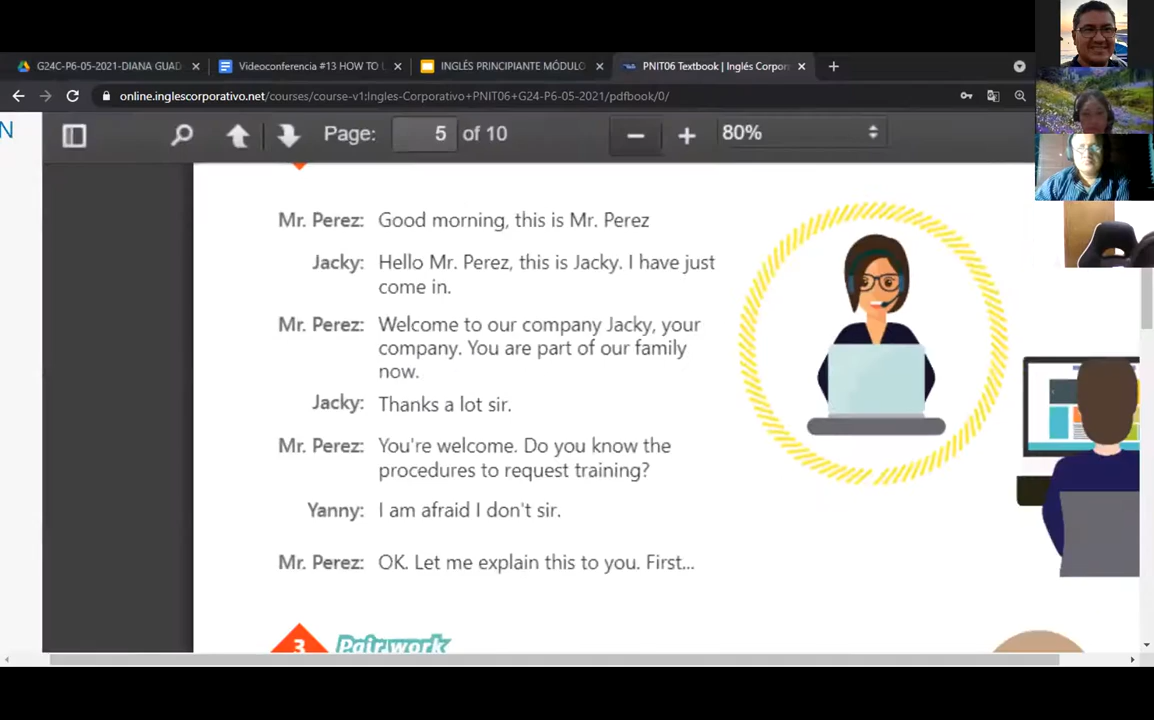 G24C-P6-05-2021-DIANA GUAD
Videoconferencia #13 HOW TO
INGLÉS PRINCIPIANTE MÓDULO
PNIT06 Textbook | Inglés Corpor
online.inglescorporativo.net/courses/course-v1:Ingles-Corporativo+PNIT06+G24-P6-05-2021/pdfbook/0/
N
Page: 5 of 10
80%
Mr. Perez: Good morning, this is Mr. Perez
Jacky: Hello Mr. Perez, this is Jacky. I have just
come in.
Mr. Perez: Welcome to our company Jacky, your
company. You are part of our family
now.
Jacky: Thanks a lot sir.
Mr. Perez: You're welcome. Do you know the
procedures to request training?
Yanny: I am afraid I don't sir.
Mr. Perez: OK. Let me explain this to you. First...
3 Pair work